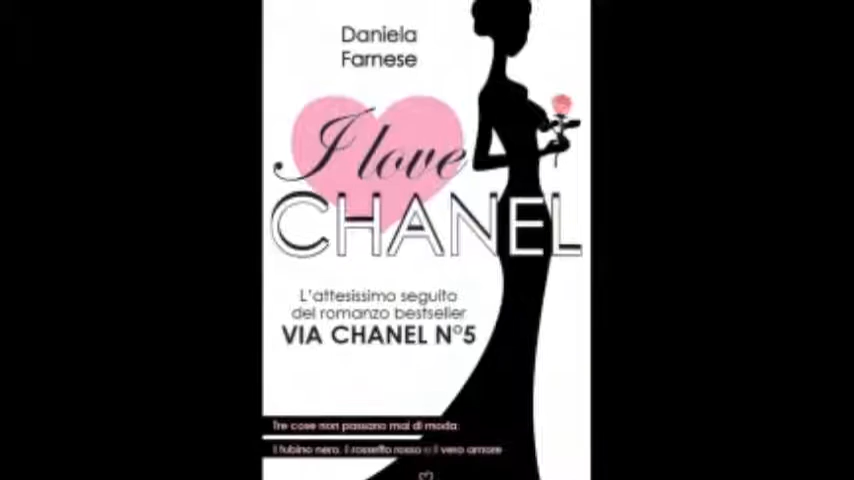 Daniela
Farnese
I love
CHANEL
L'attesissimo seguito
del romanzo bestseller
VIA CHANEL N°5
Tre cose non passano mai di moda:
il tubino nero, il rossetto rosso e il vero amore